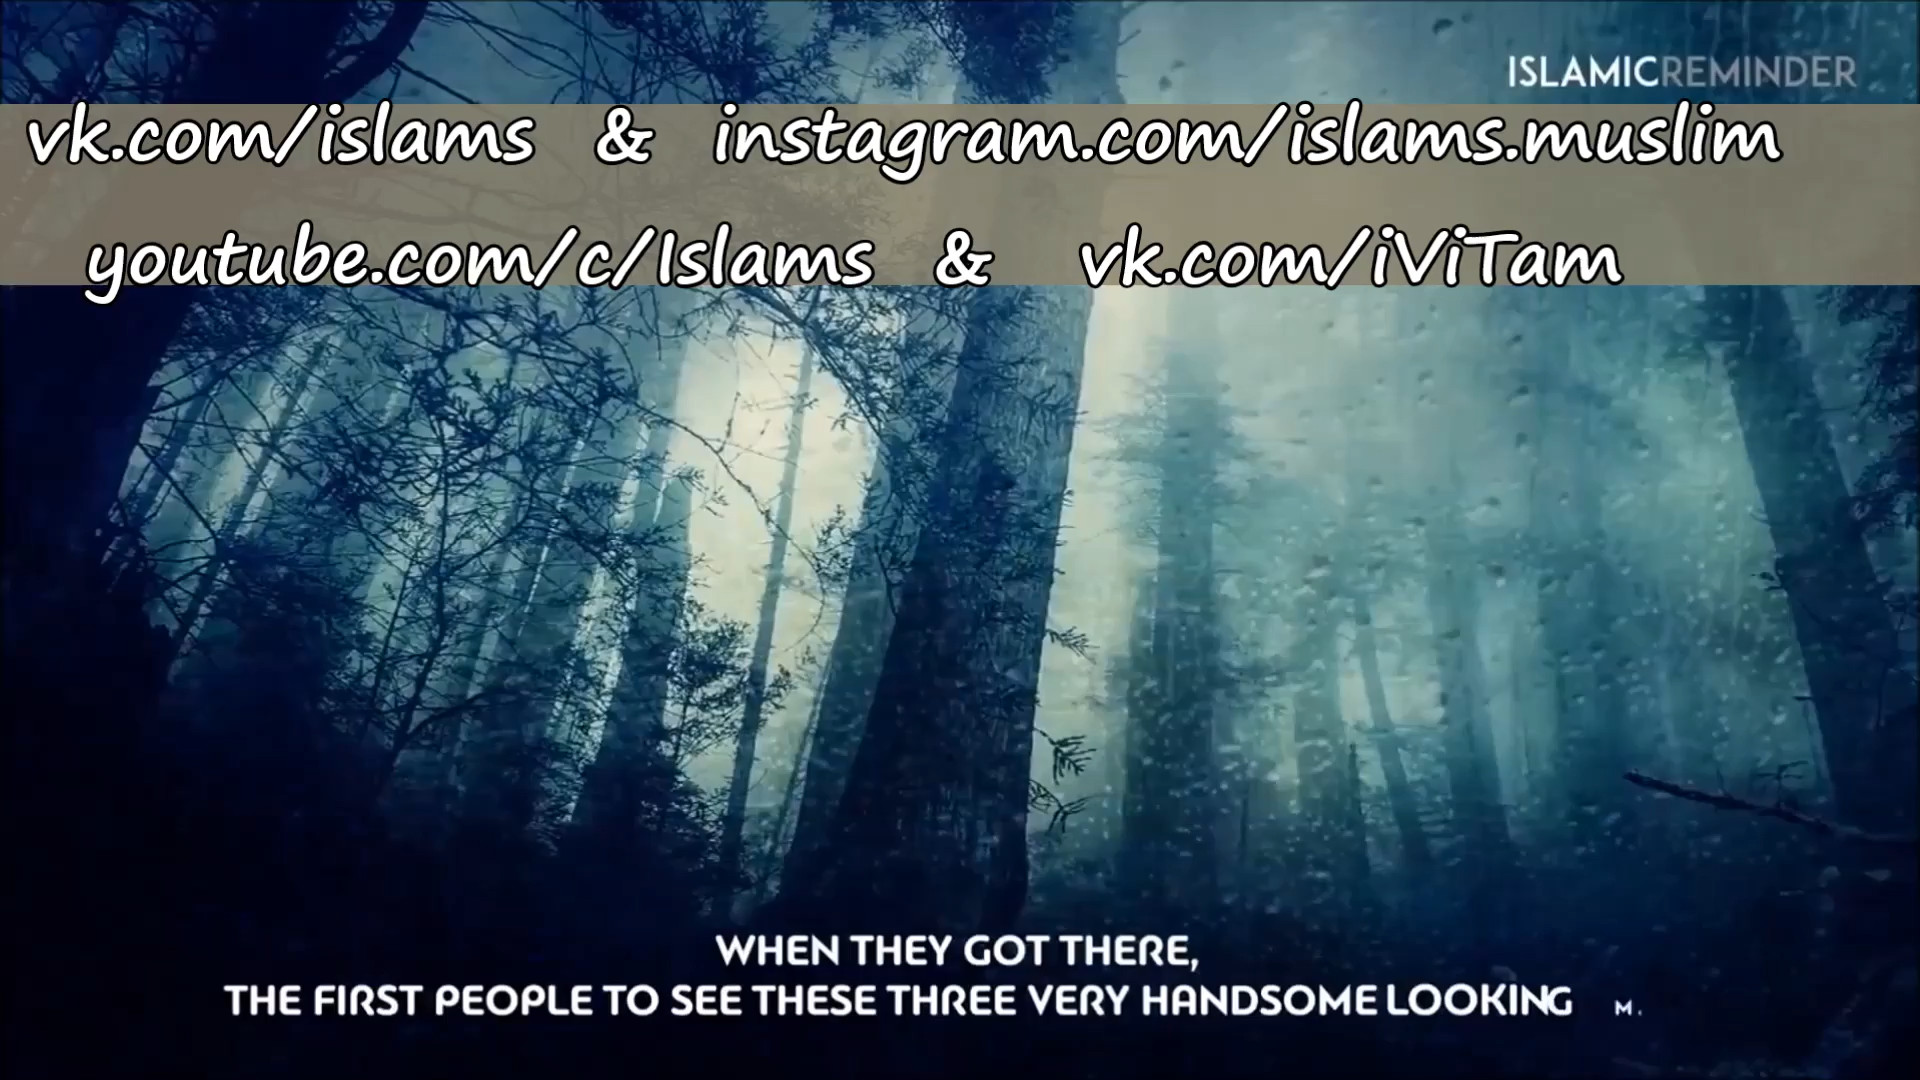 ISLAMICREMINDER
vk.com/islams & instagram.com/islams.muslim
youtube.com/c/Islams & vk.com/iViTam
WHEN THEY GOT THERE,
THE FIRST PEOPLE TO SEE THESE THREE VERY HANDSOME LOOKING